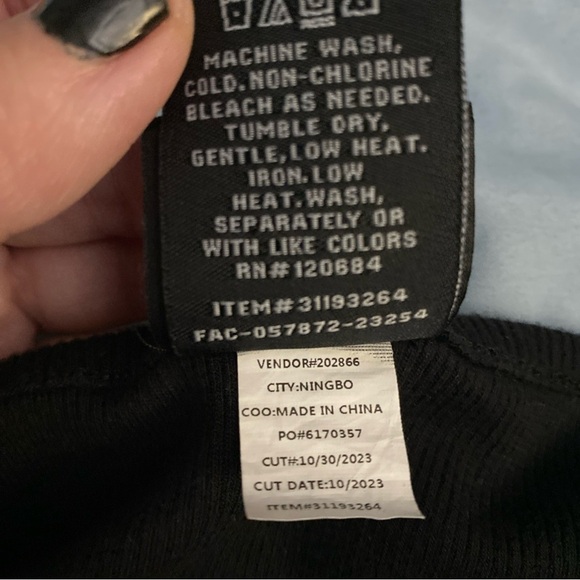 MACHINE WASH,
COLD.NON-CHLORINE
BLEACH AS NEEDED.
TUMBLE DRY,
GENTLE,LOW HEAT.
IRON.LOW
HEAT.WASH,
SEPARATELY OR
WITH LIKE COLORS
RN#120684
ITEM#31193264
FAC-057872-23254
VENDOR#202866
CITY:NINGBO
COO:MADE IN CHINA
PO#6170357
CUT#:10/30/2023
CUT DATE:10/2023
ITEM#31193264